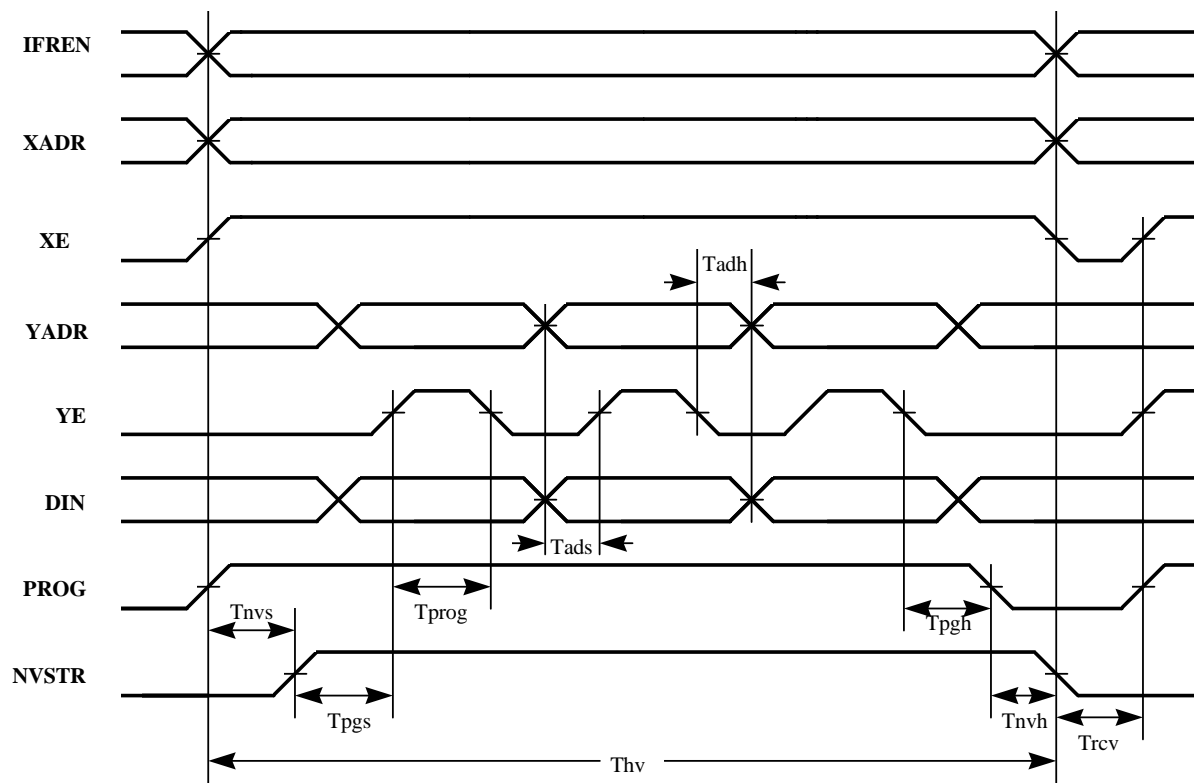 IFREN
XADR
XE
Tadh
YADR
YE
DIN
Tads
PROG
Tnvs
Tprog
Tpgh
NVSTR
Tpgs
Tnvh
Trcv
Thv